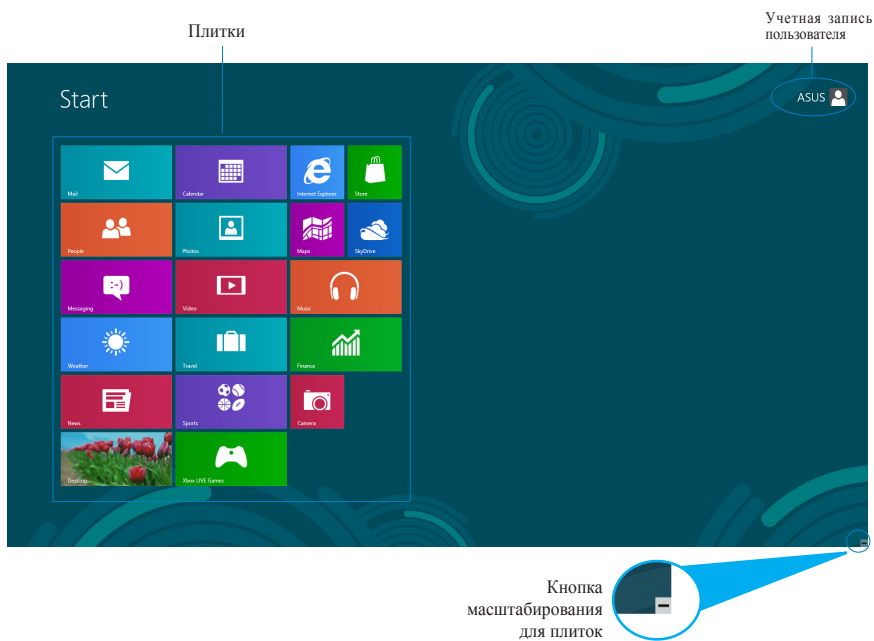 Плитки
Учетная запись
пользователя
Start
ASUS
Mail
Calendar
Internet Explorer
Store
People
Photos
Maps
SkyDrive
Messaging
Video
Music
Weather
Travel
Finance
News
Sports
Camera
Desktop
Xbox LIVE Games
Кнопка
масштабирования
для плиток